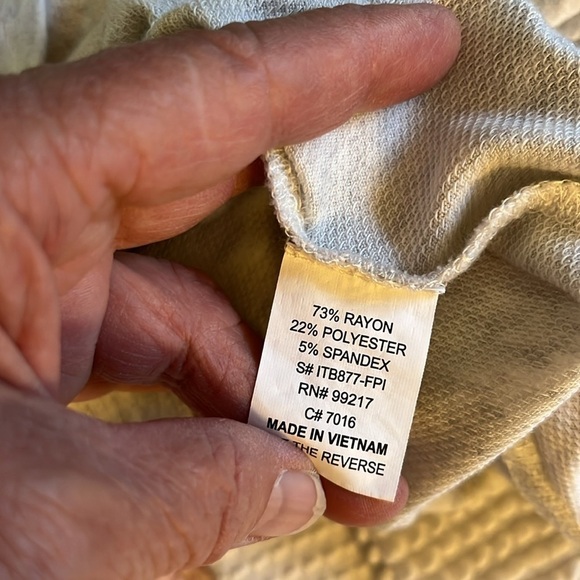 73% RAYON
22% POLYESTER
5% SPANDEX
S# ITB877-FPI
RN# 99217
C# 7016
MADE IN VIETNAM
THE REVERSE